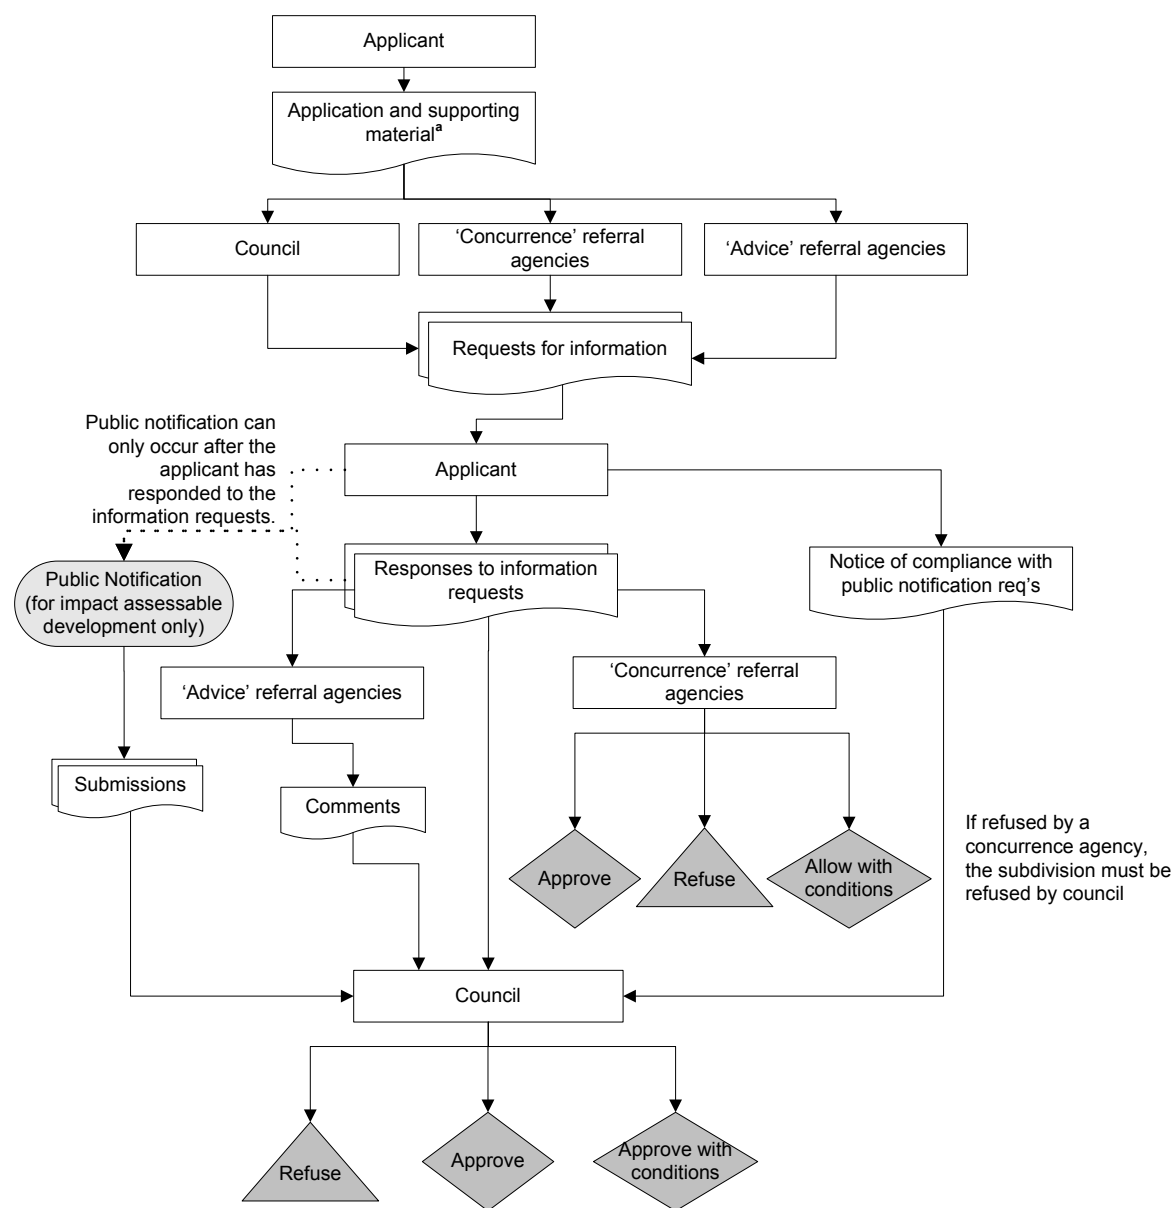 Applicant
Application and supporting
materialᵃ
Council
‘Concurrence’ referral
agencies
‘Advice’ referral agencies
Requests for information
Public notification can
only occur after the
applicant has
responded to the
information requests.
Applicant
Public Notification
(for impact assessable
development only)
Responses to information
requests
Notice of compliance with
public notification req’s
‘Advice’ referral agencies
‘Concurrence’ referral
agencies
Submissions
Comments
Approve
Refuse
Allow with
conditions
If refused by a
concurrence agency,
the subdivision must be
refused by council
Council
Refuse
Approve
Approve with
conditions